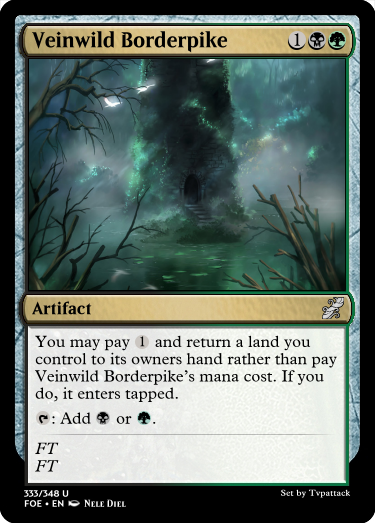 Veinwild Borderpike 1
Artifact
You may pay 1 and return a land you
control to its owners hand rather than pay
Veinwild Borderpike's mana cost. If you
do, it enters tapped.
: Add or .
FT
FT
333/348 U
FOE • EN Nele Diel
Set by Tvpattack